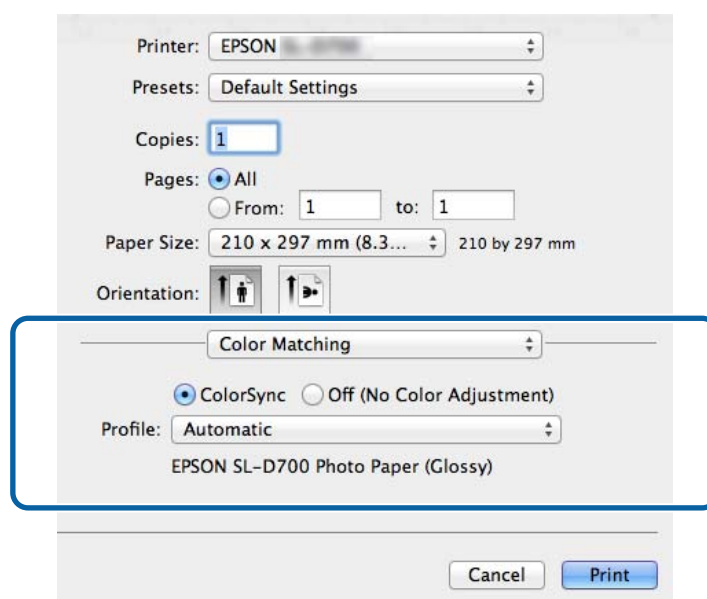 Printer: EPSON
Presets: Default Settings
Copies: 1
Pages: All
From: 1 to: 1
Paper Size: 210 x 297 mm (8.3... 210 by 297 mm
Orientation:
Color Matching
ColorSync Off (No Color Adjustment)
Profile: Automatic
EPSON SL-D700 Photo Paper (Glossy)
Cancel Print